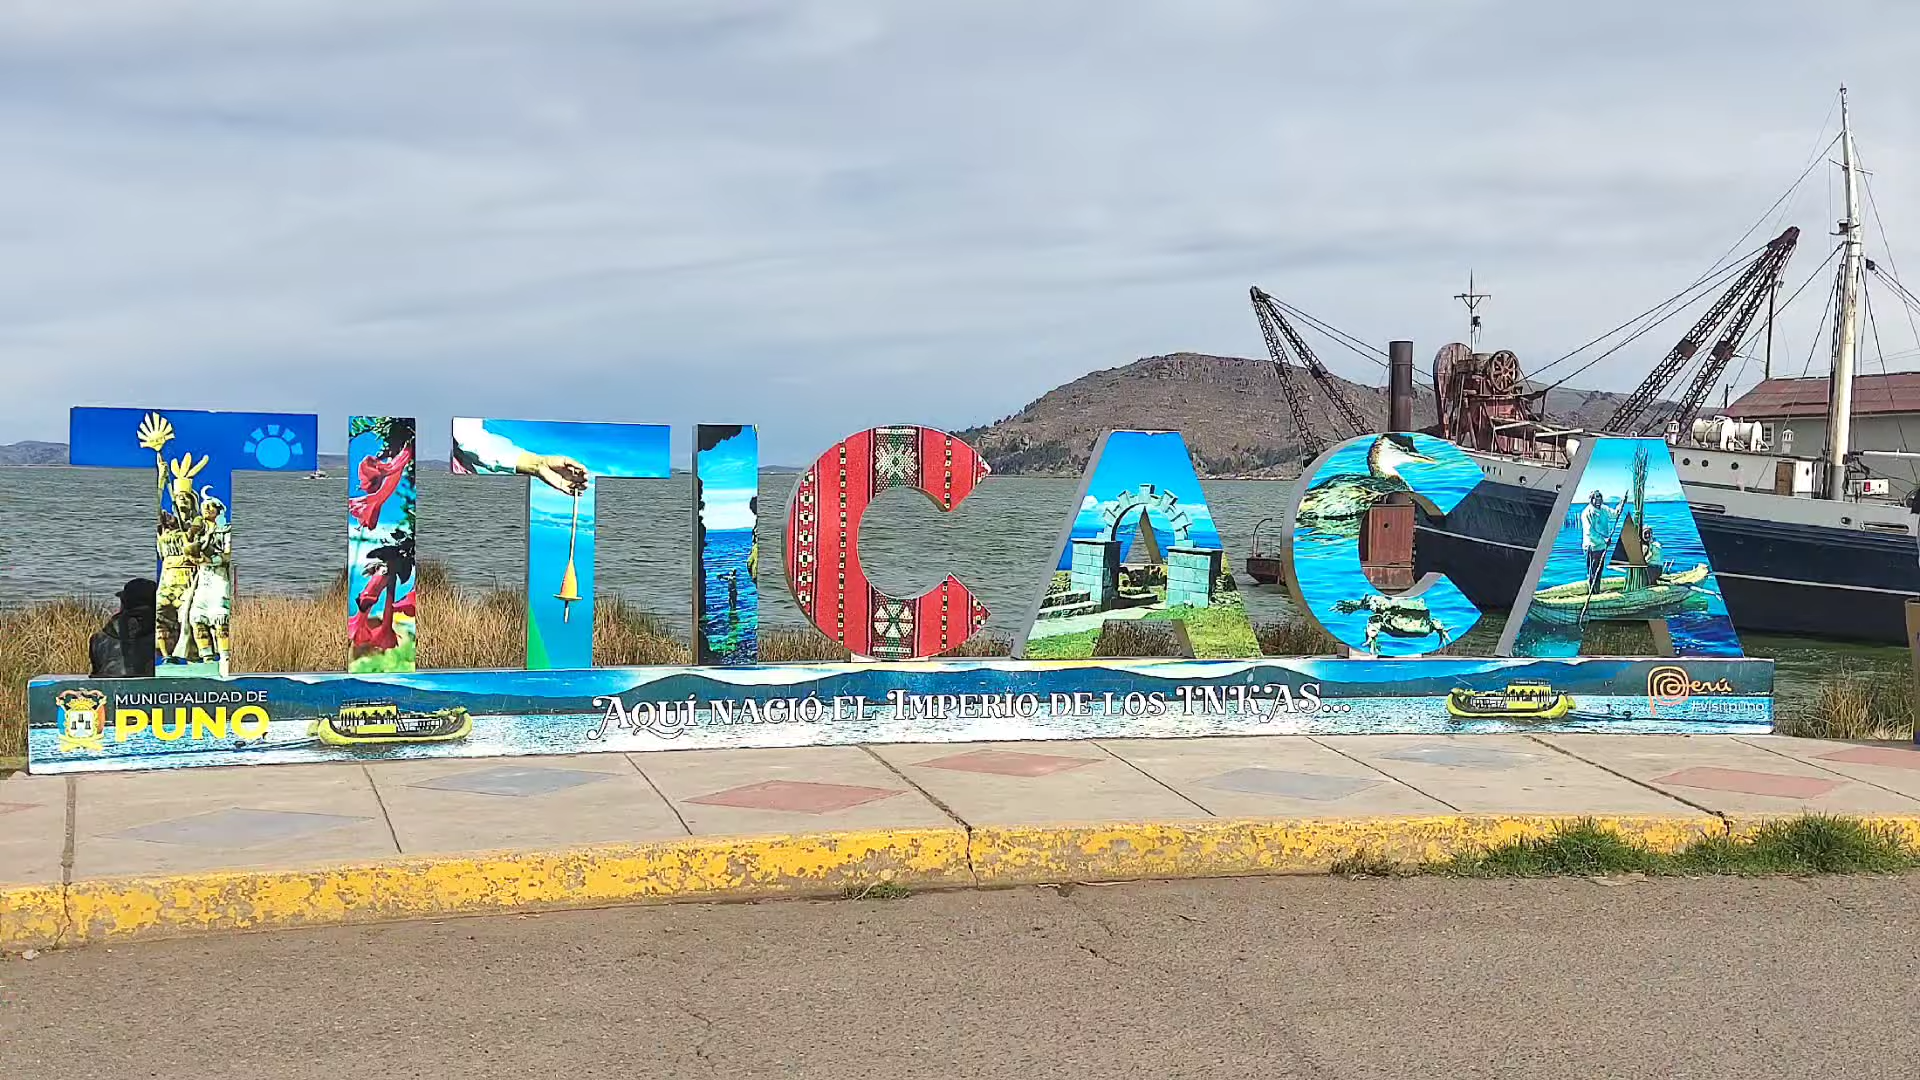 TITICACA
MUNICIPALIDAD DE
PUNO
AQUÍ NACIÓ EL IMPERIO DE LOS INKAS...
Perú
#visitpuno